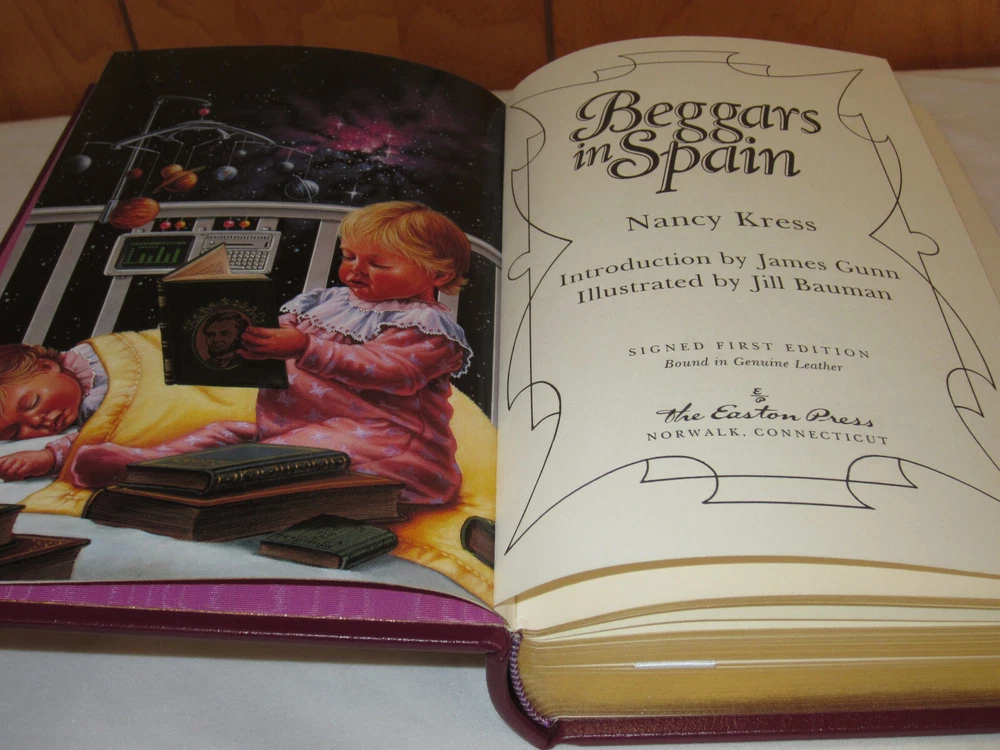 Beggars
in Spain
Nancy Kress
Introduction by James Gunn
Illustrated by Jill Bauman
SIGNED FIRST EDITION
Bound in Genuine Leather
The Easton Press
NORWALK, CONNECTICUT